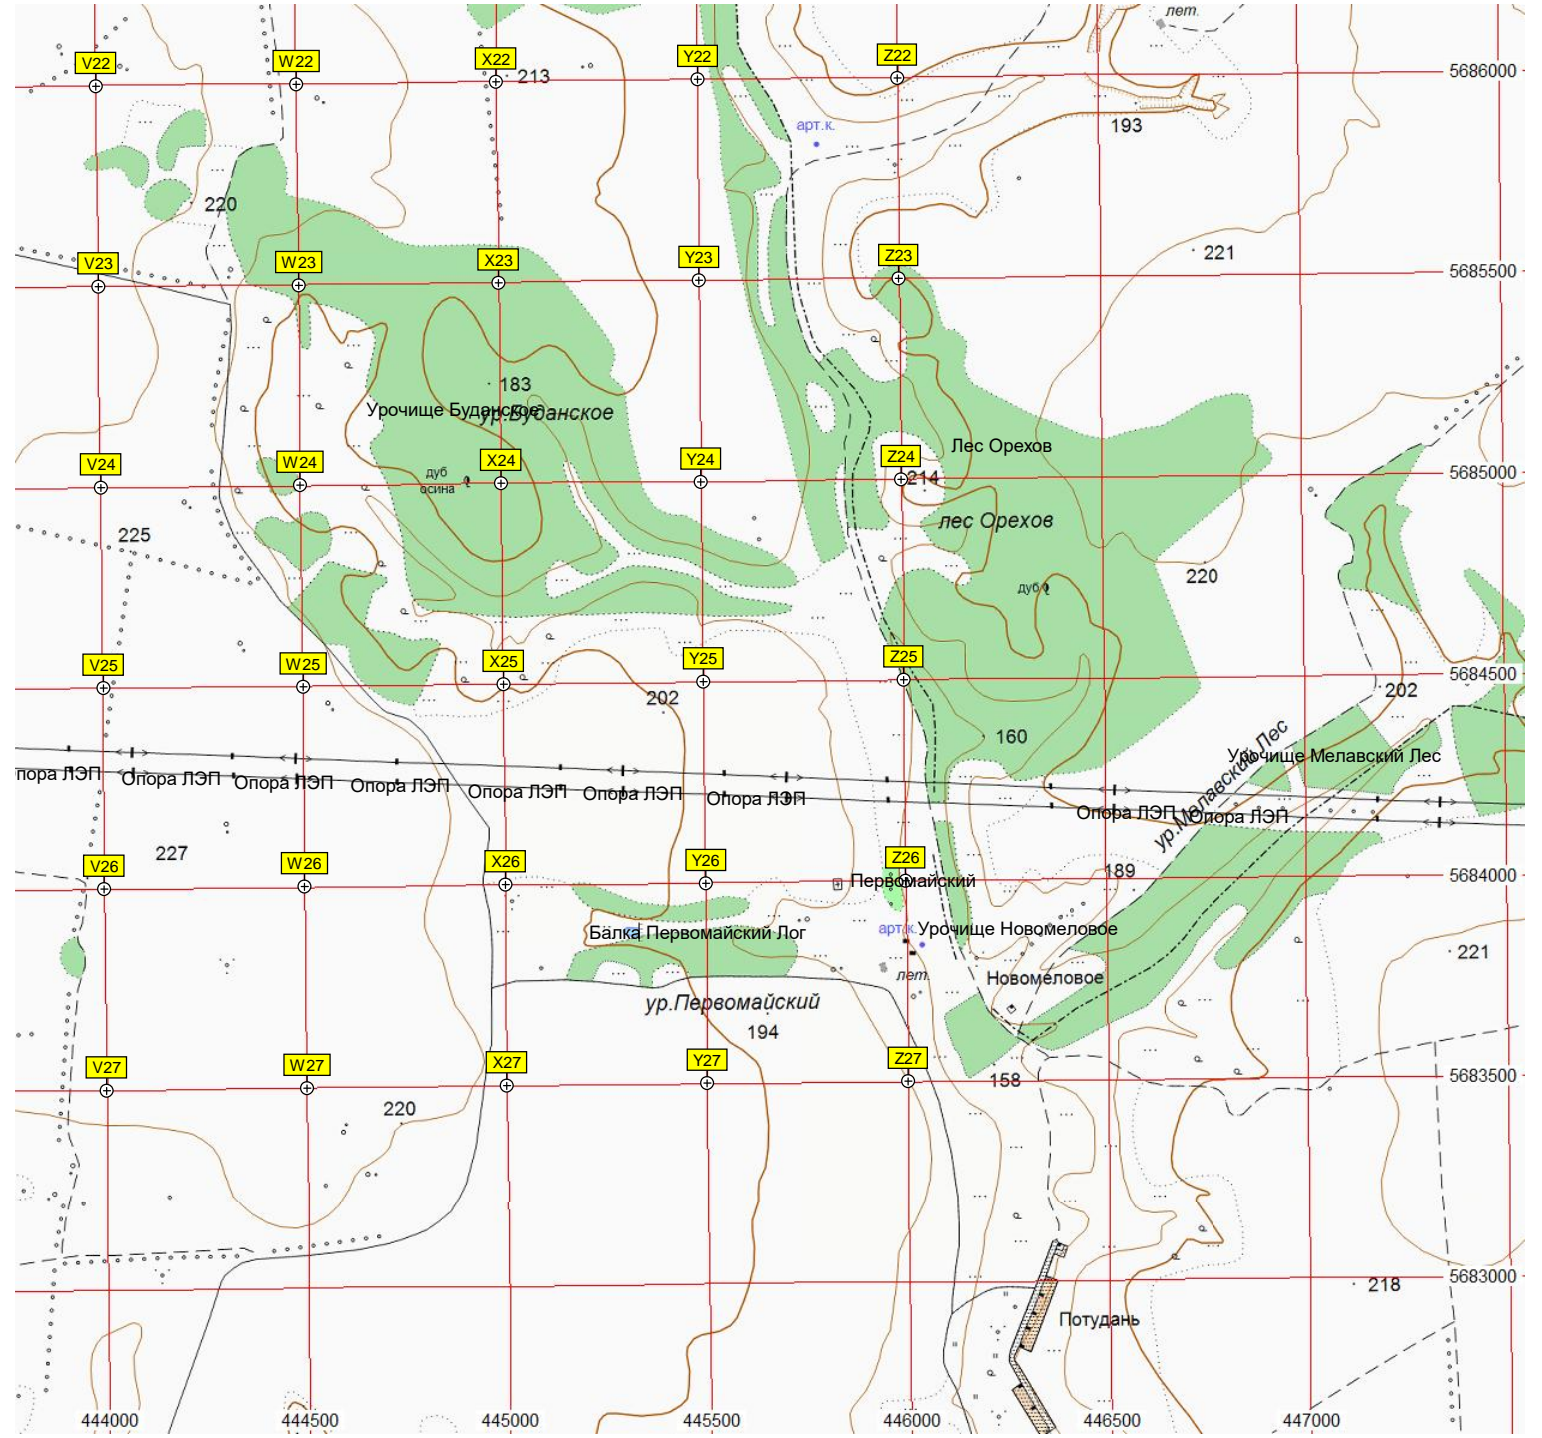 лет.
V22
W22
X22
213
Y22
Z22
5686000
арт.к.
193
220
V23
W23
X23
Y23
Z23
221
5685500
183
Урочище Буданское
ур.Буданское
Лес Орехов
V24
W24
дуб
осина
X24
Y24
Z24
214
5685000
лес Орехов
225
дуб
220
V25
W25
X25
Y25
Z25
5684500
202
202
160
Урочище Мелавский Лес
ур.Мелавский Лес
опора ЛЭП
Опора ЛЭП
Опора ЛЭП
Опора ЛЭП
Опора ЛЭП
Опора ЛЭП
Опора ЛЭП
Опора ЛЭП
Опора ЛЭП
227
V26
W26
X26
Y26
Z26
189
5684000
Первомайский
Балка Первомайский Лог
арт.к.
Урочище Новомеловое
221
лет.
Новомеловое
ур.Первомайский
194
V27
W27
X27
Y27
Z27
158
5683500
220
5683000
218
Потудань
444000
444500
445000
445500
446000
446500
447000